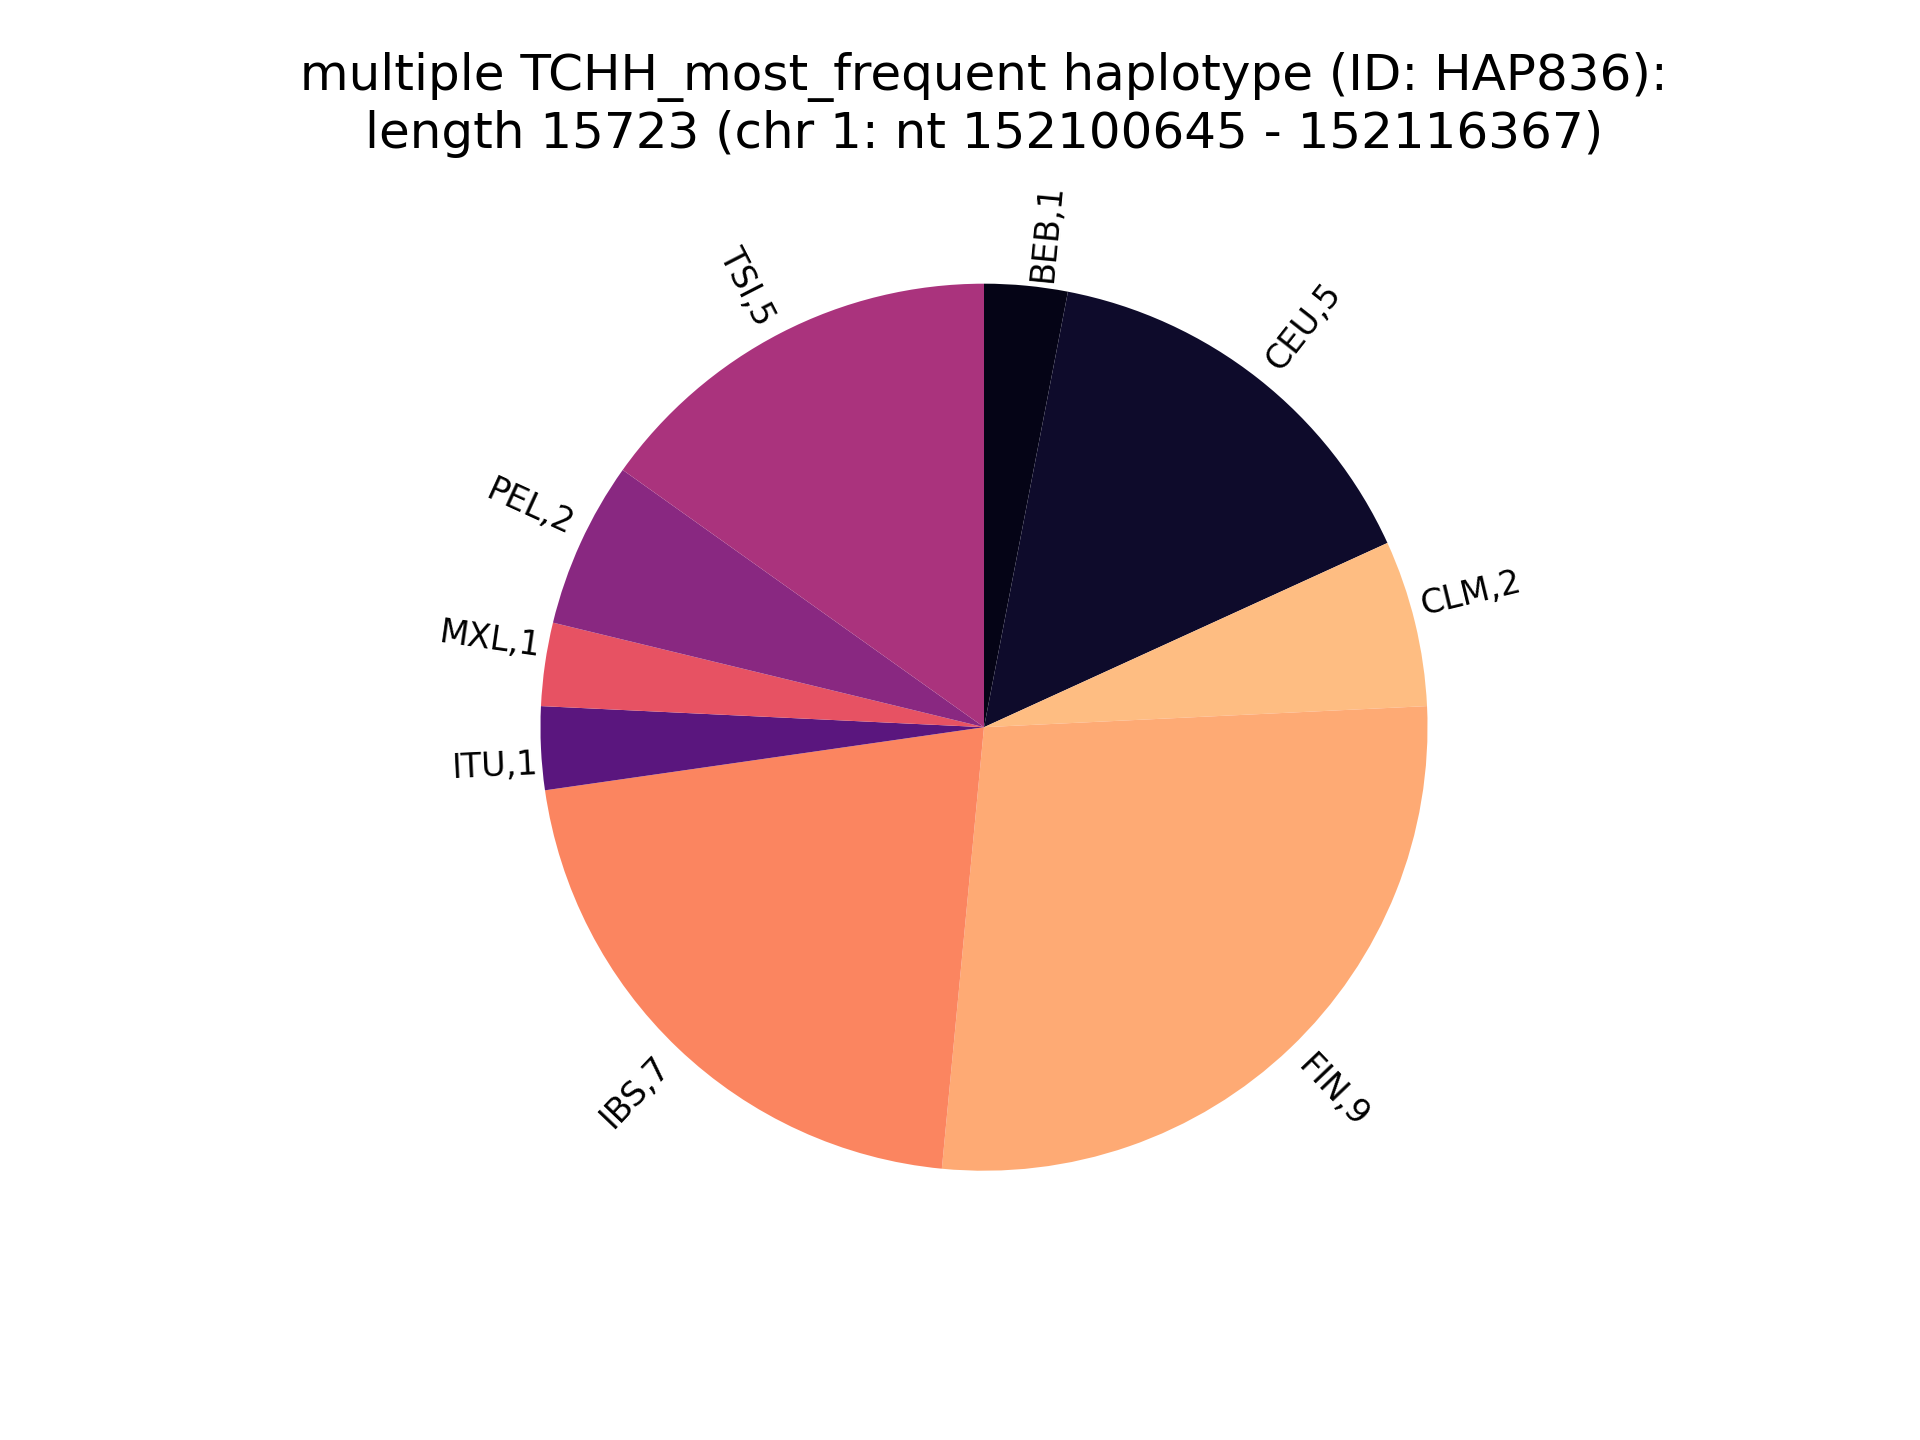 multiple TCHH_most_frequent haplotype (ID: HAP836):
length 15723 (chr 1: nt 152100645 - 152116367)
BEB,1
CEU,5
CLM,2
FIN,9
IBS,7
ITU,1
MXL,1
PEL,2
TSI,5